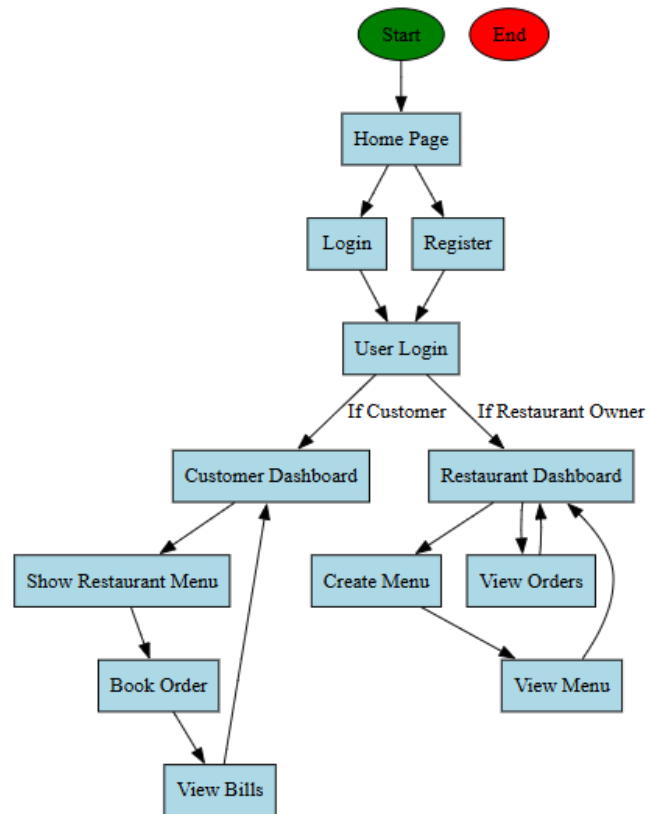 Start
End
Home Page
Login
Register
User Login
If Customer
If Restaurant Owner
Customer Dashboard
Restaurant Dashboard
Show Restaurant Menu
Create Menu
View Orders
Book Order
View Menu
View Bills